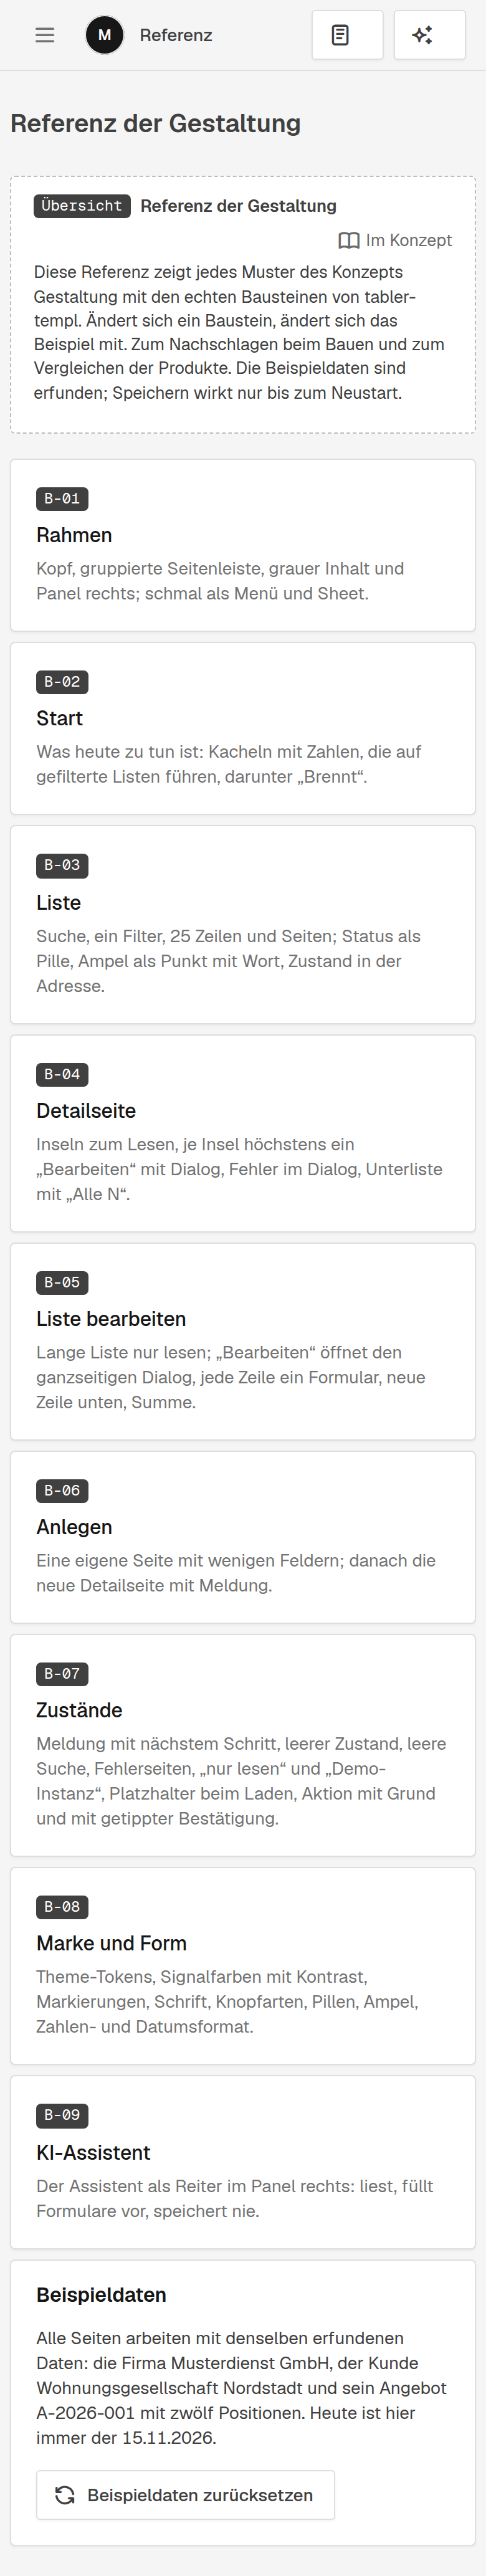 M Referenz
Referenz der Gestaltung
Übersicht Referenz der Gestaltung
Im Konzept
Diese Referenz zeigt jedes Muster des Konzepts
Gestaltung mit den echten Bausteinen von tabler-
templ. Ändert sich ein Baustein, ändert sich das
Beispiel mit. Zum Nachschlagen beim Bauen und zum
Vergleichen der Produkte. Die Beispieldaten sind
erfunden; Speichern wirkt nur bis zum Neustart.
B-01
Rahmen
Kopf, gruppierte Seitenleiste, grauer Inhalt und
Panel rechts; schmal als Menü und Sheet.
B-02
Start
Was heute zu tun ist: Kacheln mit Zahlen, die auf
gefilterte Listen führen, darunter „Brennt“.
B-03
Liste
Suche, ein Filter, 25 Zeilen und Seiten; Status als
Pille, Ampel als Punkt mit Wort, Zustand in der
Adresse.
B-04
Detailseite
Inseln zum Lesen, je Insel höchstens ein
„Bearbeiten“ mit Dialog, Fehler im Dialog, Unterliste
mit „Alle N“.
B-05
Liste bearbeiten
Lange Liste nur lesen; „Bearbeiten“ öffnet den
ganzseitigen Dialog, jede Zeile ein Formular, neue
Zeile unten, Summe.
B-06
Anlegen
Eine eigene Seite mit wenigen Feldern; danach die
neue Detailseite mit Meldung.
B-07
Zustände
Meldung mit nächstem Schritt, leerer Zustand, leere
Suche, Fehlerseiten, „nur lesen“ und „Demo-
Instanz“, Platzhalter beim Laden, Aktion mit Grund
und mit getippter Bestätigung.
B-08
Marke und Form
Theme-Tokens, Signalfarben mit Kontrast,
Markierungen, Schrift, Knopfarten, Pillen, Ampel,
Zahlen- und Datumsformat.
B-09
KI-Assistent
Der Assistent als Reiter im Panel rechts: liest, füllt
Formulare vor, speichert nie.
Beispieldaten
Alle Seiten arbeiten mit denselben erfundenen
Daten: die Firma Musterdienst GmbH, der Kunde
Wohnungsgesellschaft Nordstadt und sein Angebot
A-2026-001 mit zwölf Positionen. Heute ist hier
immer der 15.11.2026.
Beispieldaten zurücksetzen